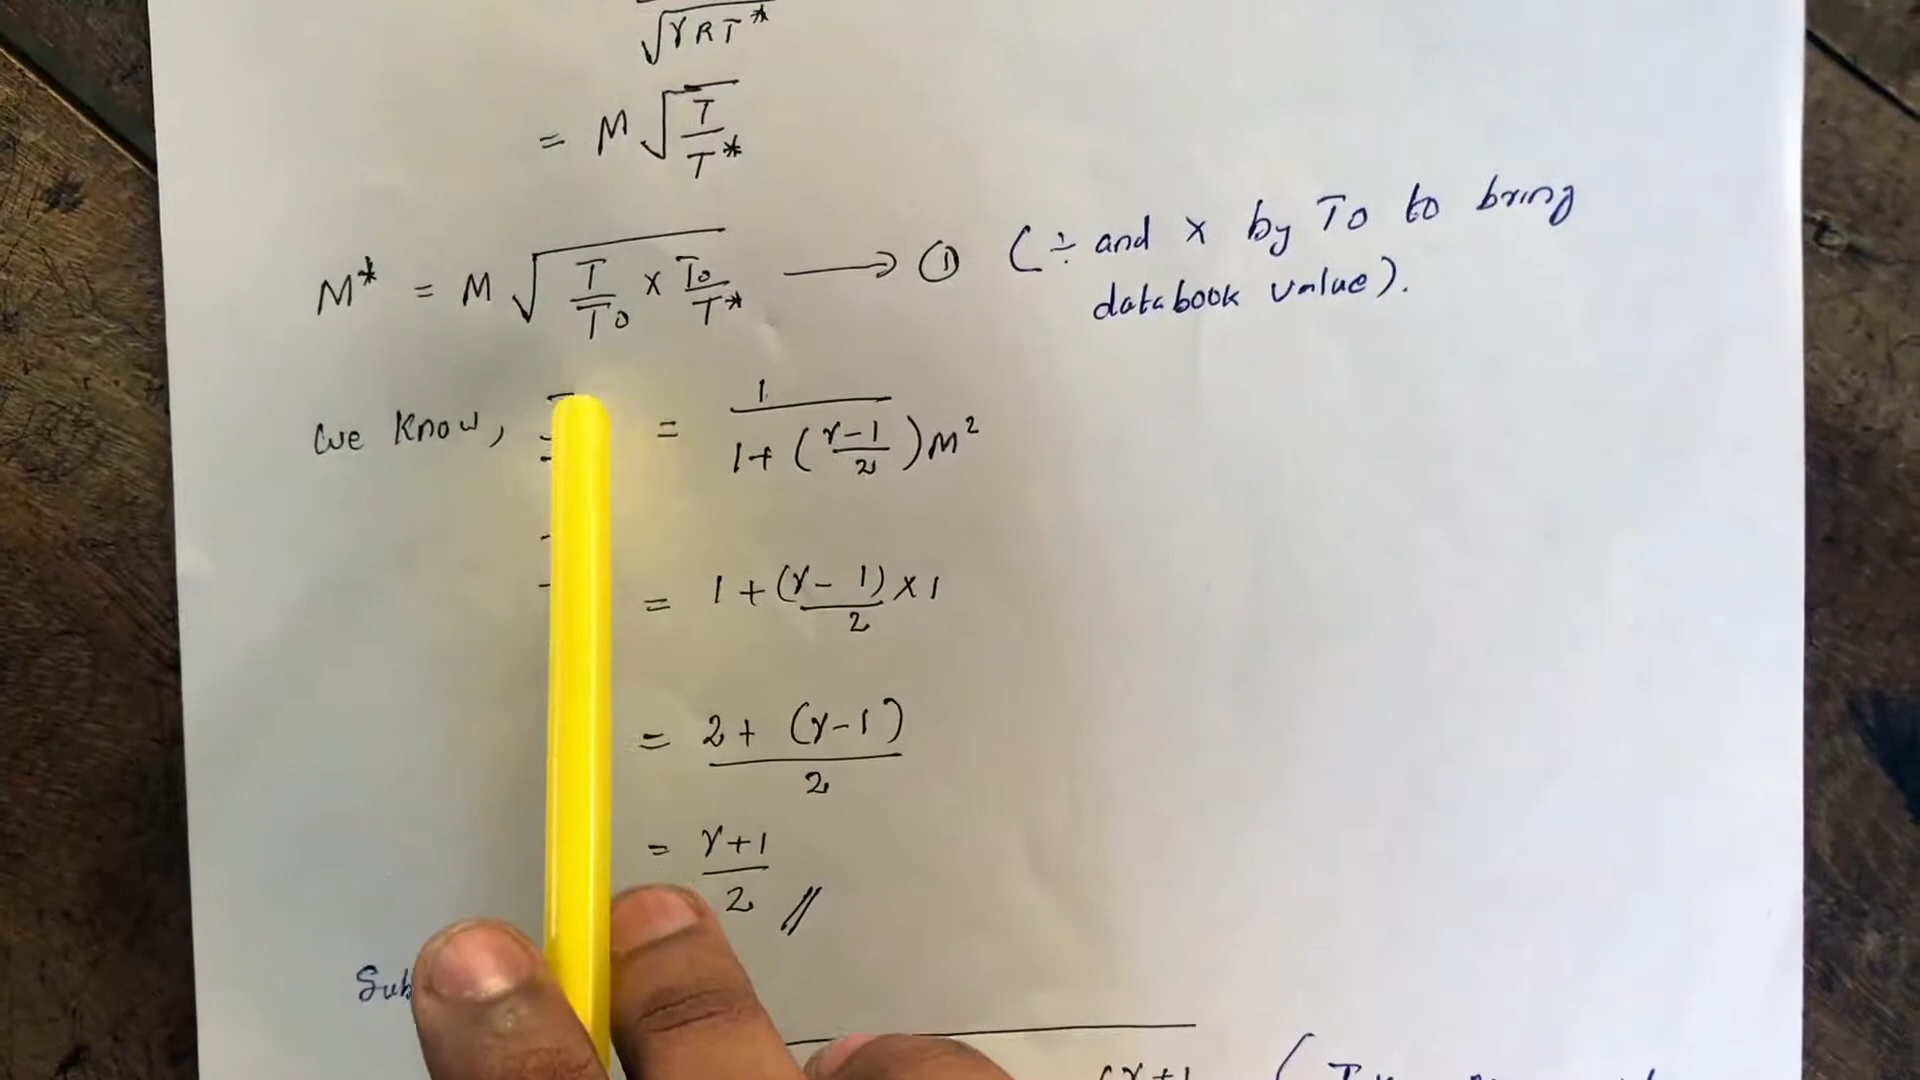 √γRT*
= M √T/T*
M* = M √T/T0 × T0/T* → ① (÷ and × by T0 to bring
databook value).
We know, = 1/1+(γ-1/2)M²
= 1+(γ-1)/2 × 1
= 2+(γ-1)/2
= γ+1/2 //
Sub
(γ+1